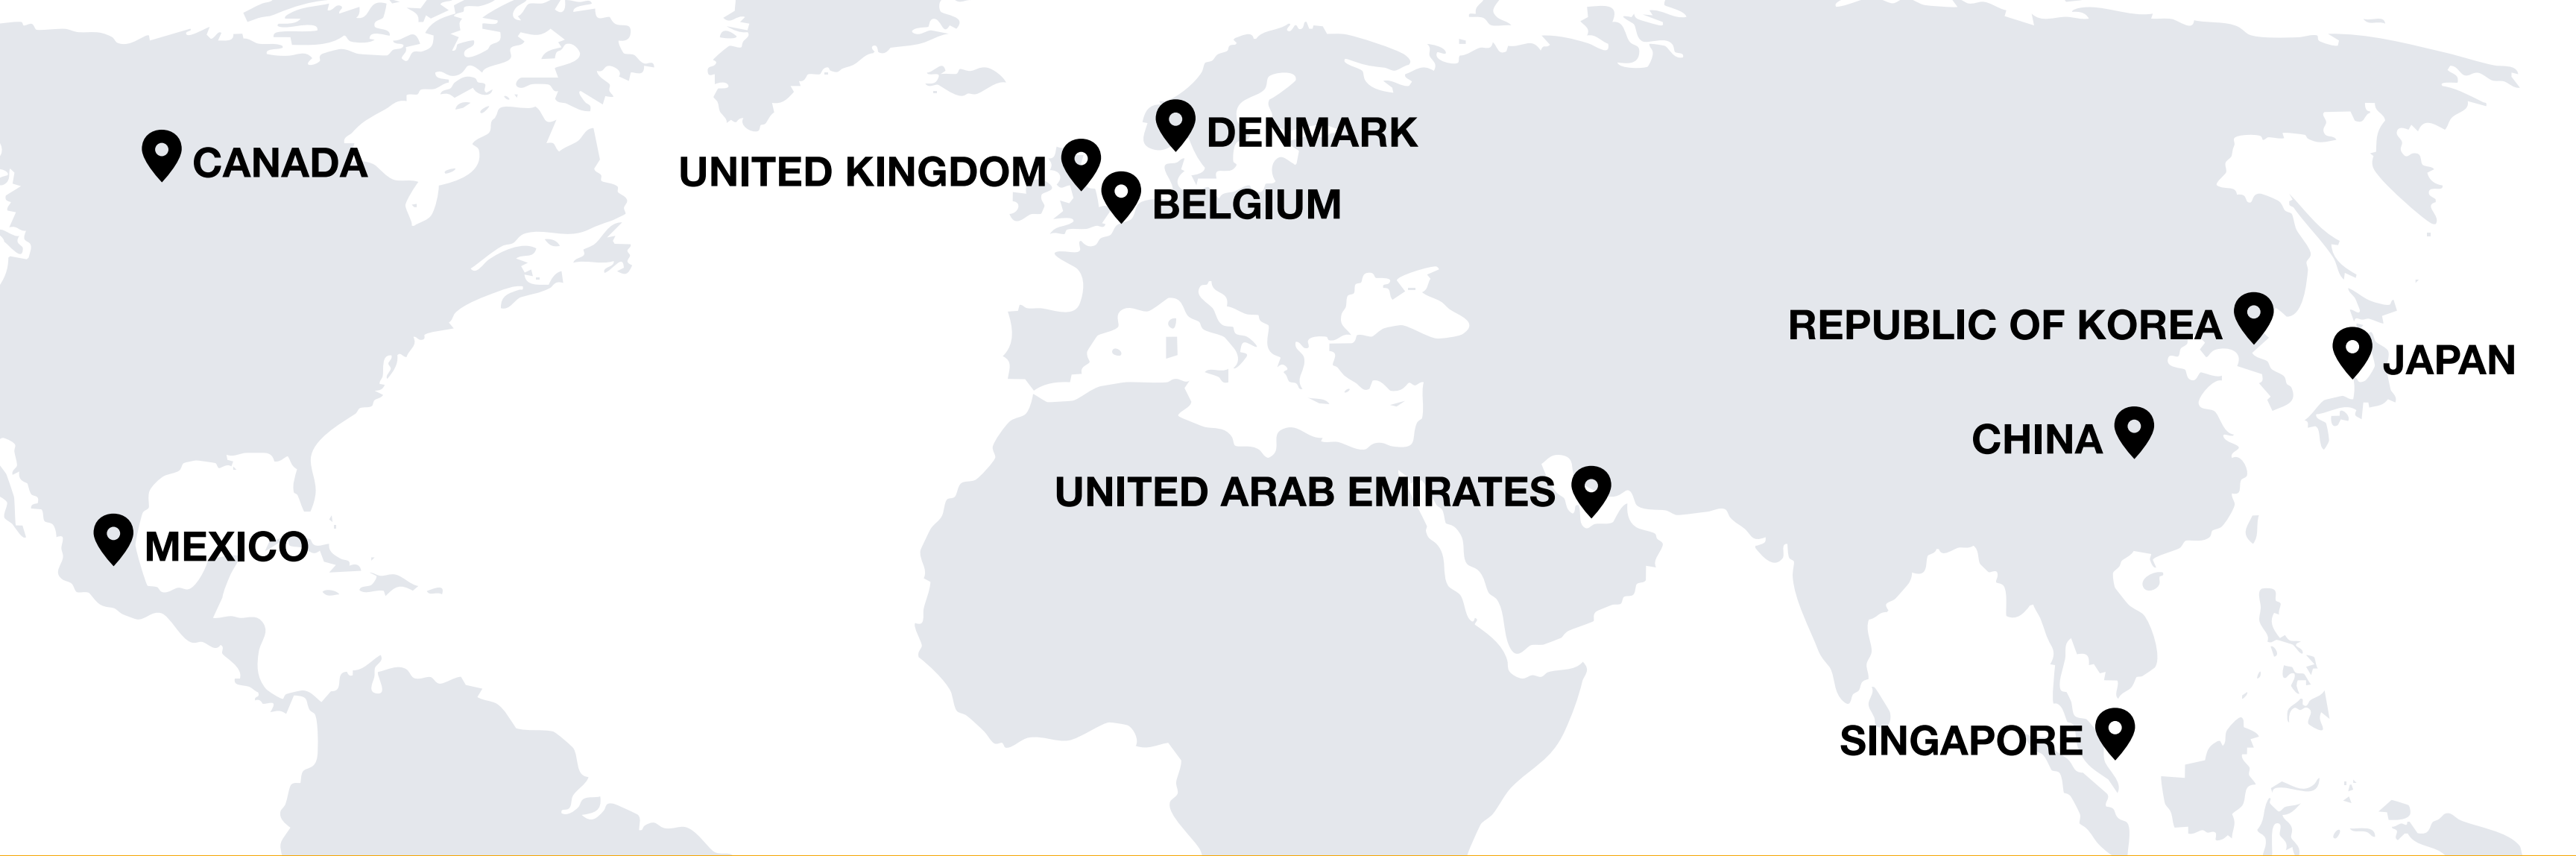 DENMARK
CANADA
UNITED KINGDOM
BELGIUM
REPUBLIC OF KOREA
JAPAN
CHINA
UNITED ARAB EMIRATES
MEXICO
SINGAPORE